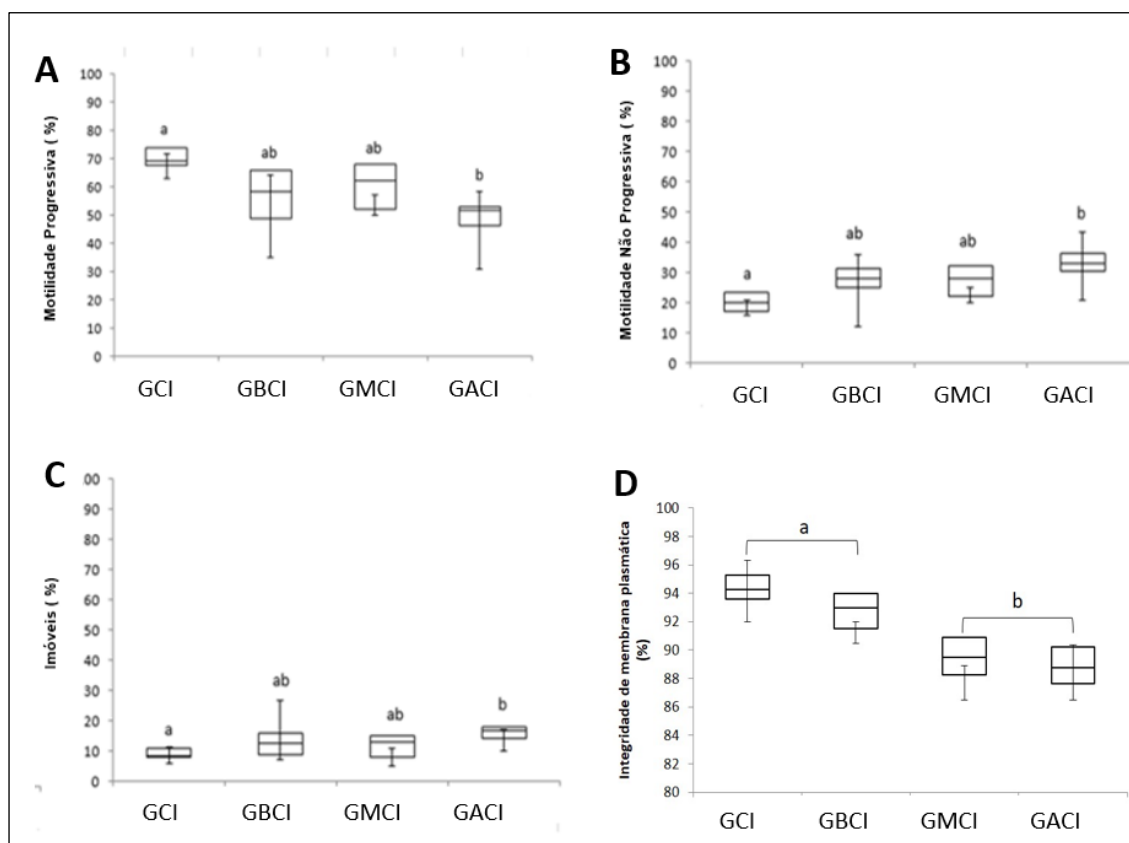 A
Motilidade Progressiva ( %)
100
90
80
70
60
50
40
30
20
10
0
a
ab
ab
b
GCI GBCI GMCI GACI
B
Motilidade Não Progressiva ( %)
100
90
80
70
60
50
40
30
20
10
0
a
ab
ab
b
GCI GBCI GMCI GACI
C
Imóveis ( %)
00
90
80
70
60
50
40
30
20
10
0
a
ab
ab
b
GCI GBCI GMCI GACI
D
Integridade de membrana plasmática
(%)
100
98
96
94
92
90
88
86
84
82
80
a
b
GCI GBCI GMCI GACI